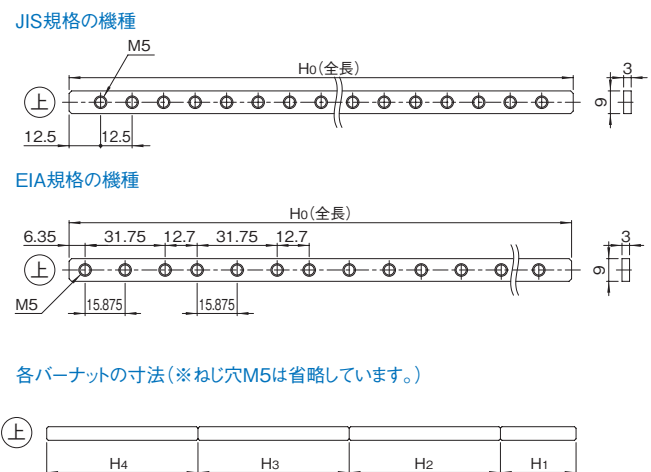 JIS規格の機種
M5
H0(全長)
3
上
9
12.5
12.5
EIA規格の機種
H0(全長)
6.35
31.75
12.7
31.75
12.7
3
上
9
M5
15.875
15.875
各バーナットの寸法(※ねじ穴M5は省略しています。)
上
H4
H3
H2
H1